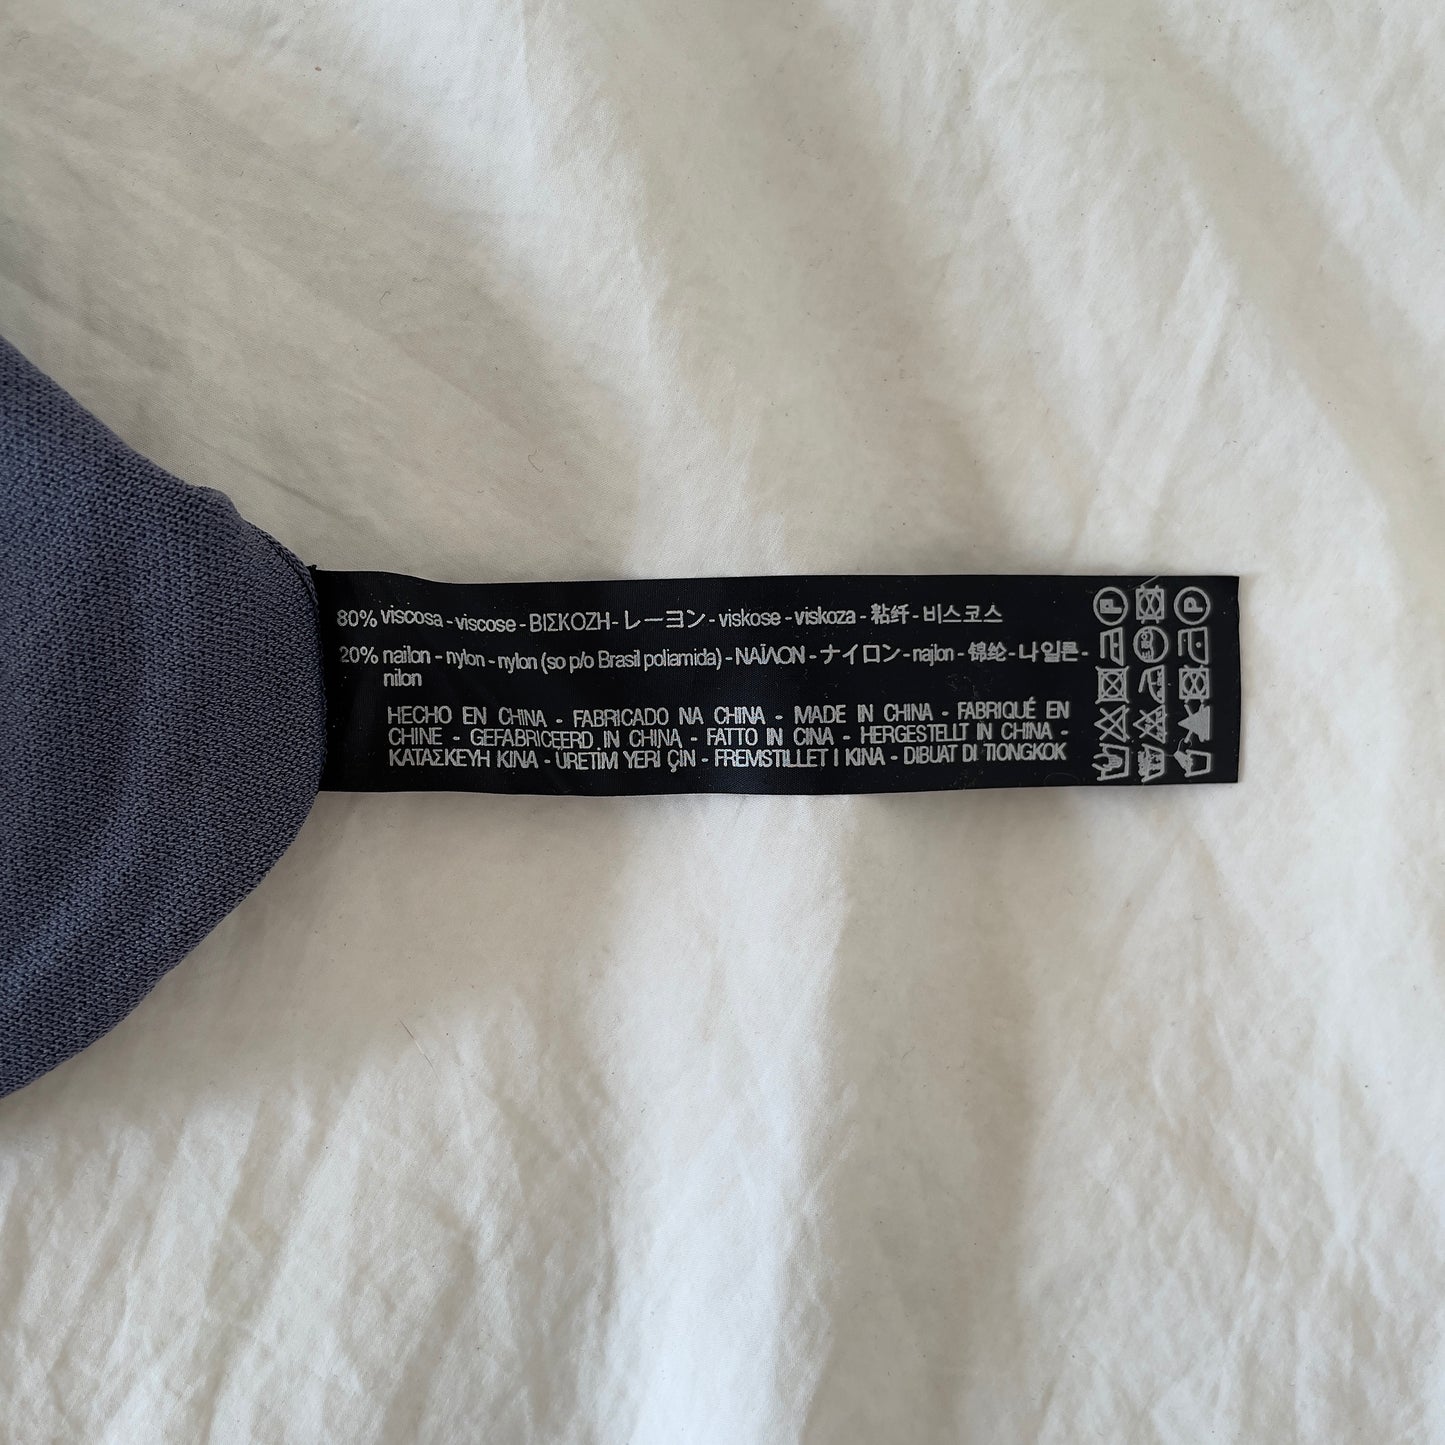 80% viscosa - viscose - ΒΙΣΚΟΖΗ - レーヨン - viskose - viskoza - 粘纤 - 비스코스
20% nailon - nylon - nylon (so p/o Brasil poliamida) - ΝΑΪΛΟΝ - ナイロン - najlon - 锦纶 - 나일론 -
nilon
HECHO EN CHINA - FABRICADO NA CHINA - MADE IN CHINA - FABRIQUÉ EN
CHINE - GEFABRICEERD IN CHINA - FATTO IN CINA - HERGESTELLT IN CHINA -
ΚΑΤΑΣΚΕΥΗ ΚΙΝΑ - ÜRETİM YERİ ÇİN - FREMSTILLET I KINA - DIBUAT DI TIONGKOK
P P